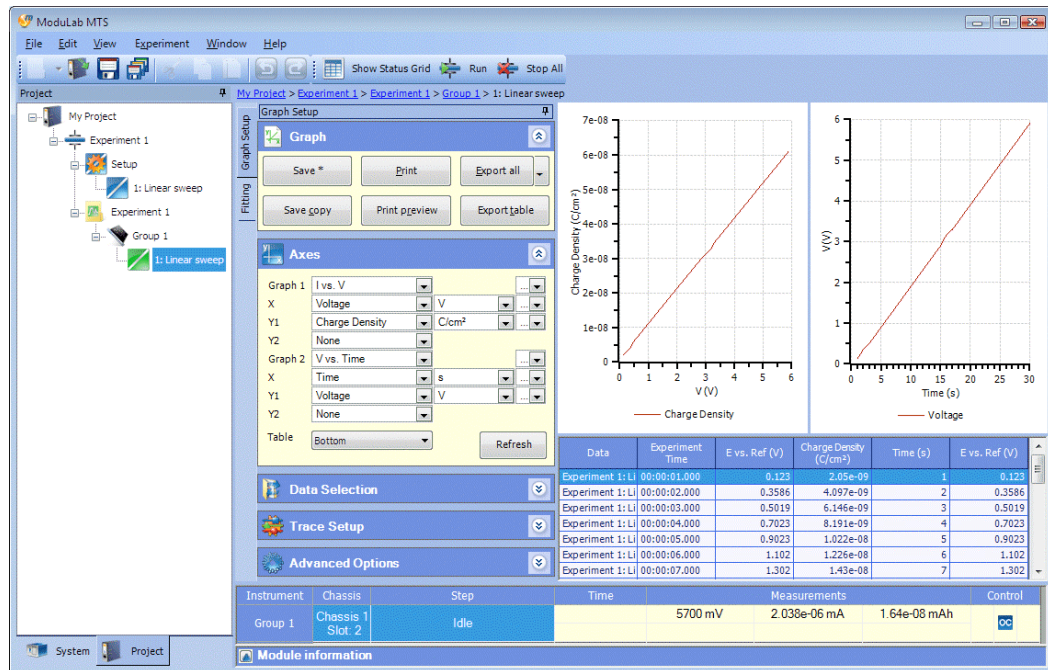 ModuLab MTS
File Edit View Experiment Window Help
Show Status Grid Run Stop All
Project
My Project > Experiment 1 > Experiment 1 > Group 1 > 1: Linear sweep
My Project
Experiment 1
Setup
1: Linear sweep
Experiment 1
Group 1
1: Linear sweep
Graph Setup
Fitting
Graph Setup
Graph
Save * Print Export all
Save copy Print preview Export table
Axes
Graph 1 I vs. V ...
X Voltage V ...
Y1 Charge Density C/cm² ...
Y2 None
Graph 2 V vs. Time ...
X Time s ...
Y1 Voltage V ...
Y2 None
Table Bottom Refresh
Data Selection
Trace Setup
Advanced Options
Charge Density (C/cm²)
7e-08
6e-08
5e-08
4e-08
3e-08
2e-08
1e-08
0
0 1 2 3 4 5 6
V (V)
Charge Density
V(V)
6
5
4
3
2
1
0
0 5 10 15 20 25 30
Time (s)
Voltage
Data Experiment Time E vs. Ref (V) Charge Density (C/cm²) Time (s) E vs. Ref (V)
Experiment 1: Li 00:00:01.000 0.123 2.05e-09 1 0.123
Experiment 1: Li 00:00:02.000 0.3586 4.097e-09 2 0.3586
Experiment 1: Li 00:00:03.000 0.5019 6.146e-09 3 0.5019
Experiment 1: Li 00:00:04.000 0.7023 8.191e-09 4 0.7023
Experiment 1: Li 00:00:05.000 0.9023 1.022e-08 5 0.9023
Experiment 1: Li 00:00:06.000 1.102 1.226e-08 6 1.102
Experiment 1: Li 00:00:07.000 1.302 1.43e-08 7 1.302
Instrument Chassis Step Time Measurements Control
Group 1 Chassis 1 Slot: 2 Idle 5700 mV 2.038e-06 mA 1.64e-08 mAh OC
Module information
System Project